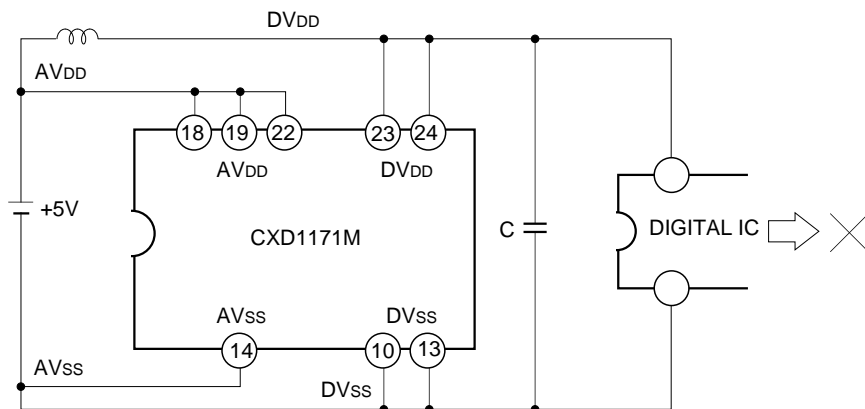 DVDD
AVDD
18 19 22 23 24
AVDD DVDD
+5V
CXD1171M
C
DIGITAL IC
AVSS DVSS
14 10 13
AVSS
DVSS